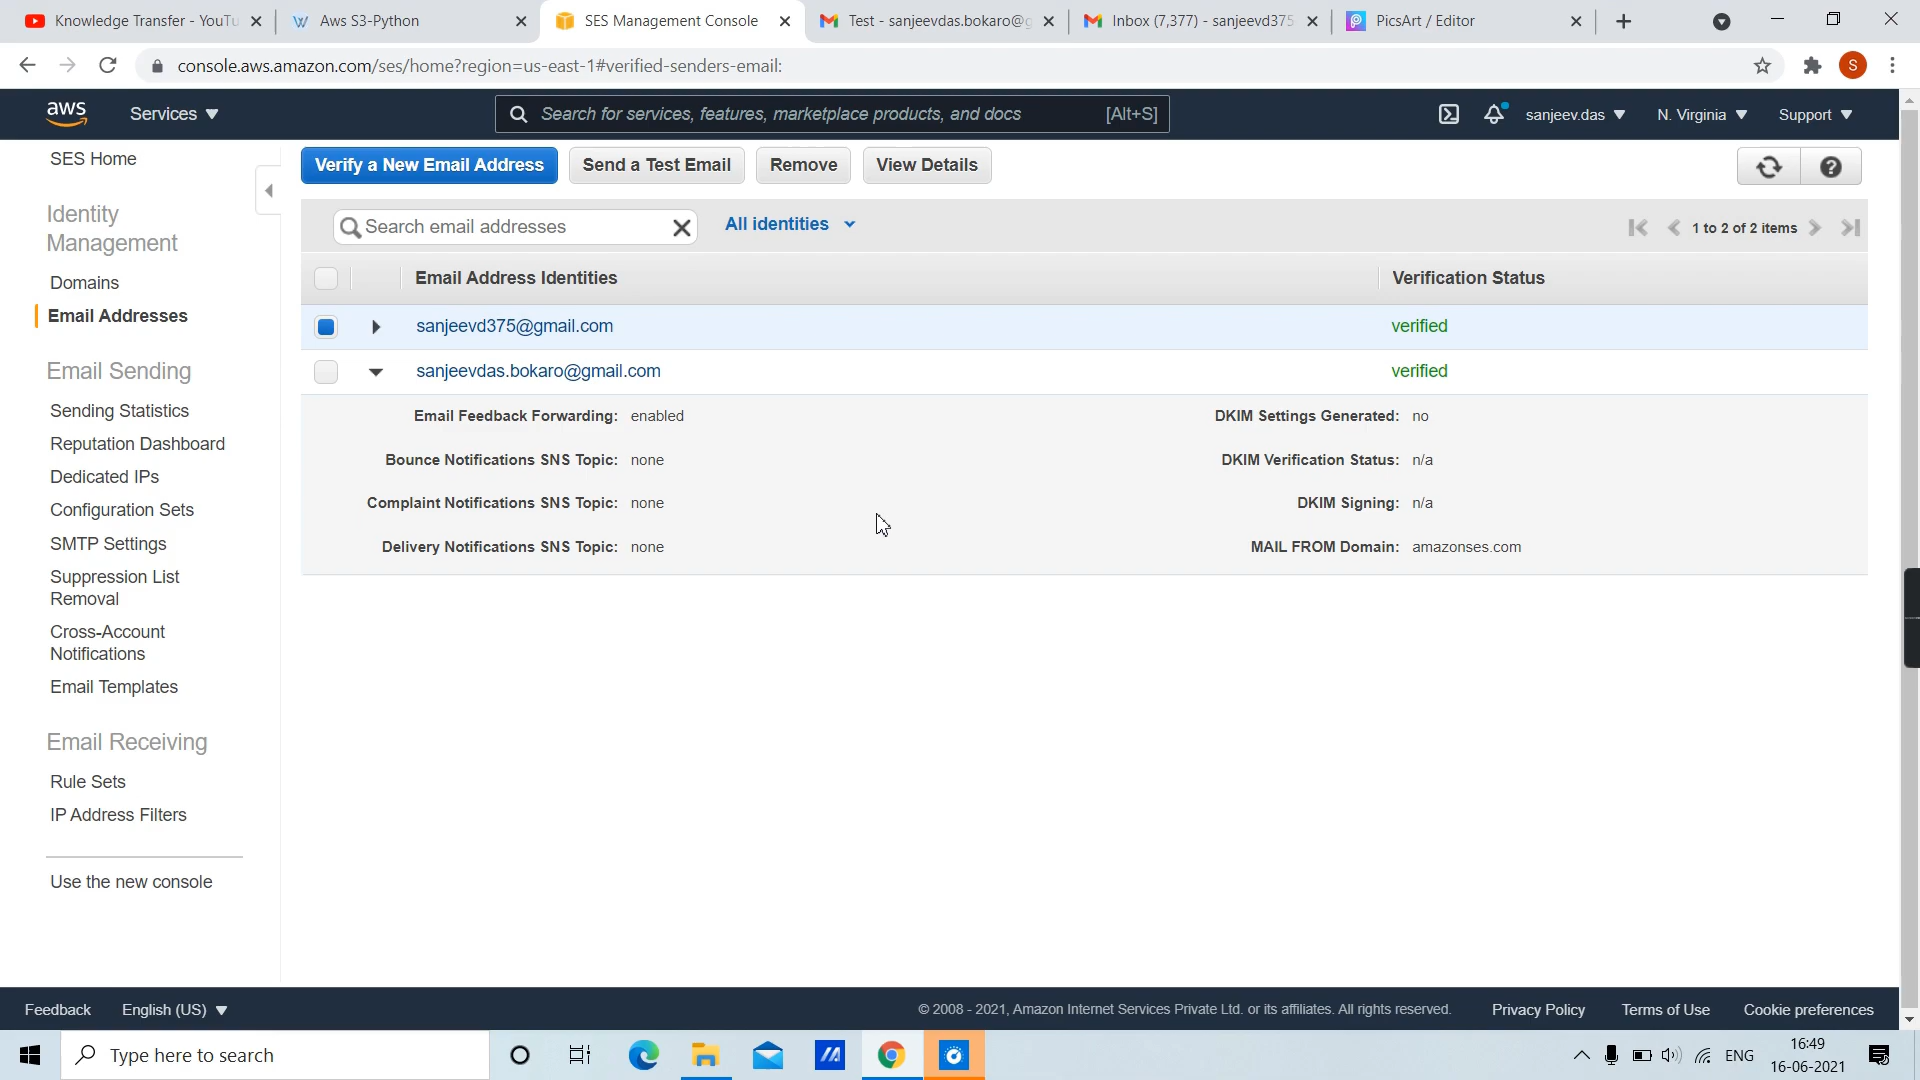 Knowledge Transfer - YouTu
Aws S3-Python
SES Management Console
Test - sanjeevdas.bokaro@g
Inbox (7,377) - sanjeevd375
PicsArt / Editor
console.aws.amazon.com/ses/home?region=us-east-1#verified-senders-email:
S
aws
Services
Search for services, features, marketplace products, and docs
[Alt+S]
sanjeev.das
N. Virginia
Support
SES Home
Identity
Management
Domains
Email Addresses
Email Sending
Sending Statistics
Reputation Dashboard
Dedicated IPs
Configuration Sets
SMTP Settings
Suppression List
Removal
Cross-Account
Notifications
Email Templates
Email Receiving
Rule Sets
IP Address Filters
Use the new console
Verify a New Email Address
Send a Test Email
Remove
View Details
Search email addresses
All identities
1 to 2 of 2 items
Email Address Identities
Verification Status
sanjeevd375@gmail.com
verified
sanjeevdas.bokaro@gmail.com
verified
Email Feedback Forwarding: enabled
DKIM Settings Generated: no
Bounce Notifications SNS Topic: none
DKIM Verification Status: n/a
Complaint Notifications SNS Topic: none
DKIM Signing: n/a
Delivery Notifications SNS Topic: none
MAIL FROM Domain: amazonses.com
Feedback
English (US)
© 2008 - 2021, Amazon Internet Services Private Ltd. or its affiliates. All rights reserved.
Privacy Policy
Terms of Use
Cookie preferences
Type here to search
ENG
16:49
16-06-2021